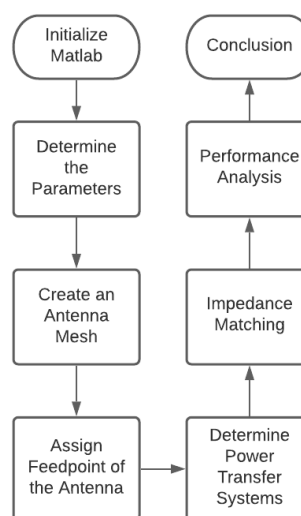 Initialize
Matlab
Determine
the
Parameters
Create an
Antenna
Mesh
Assign
Feedpoint of
the Antenna
Determine
Power
Transfer
Systems
Impedance
Matching
Performance
Analysis
Conclusion